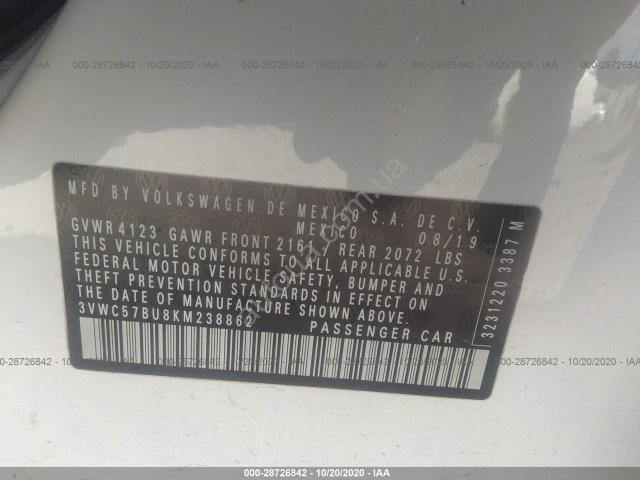 000-28726842 - 10/20/2020 - IAA
MFD BY VOLKSWAGEN DE MEXICO S.A. DE C.V.
MEXICO 08/19
GVWR 4123 GAWR FRONT 2161 / REAR 2072 LBS
THIS VEHICLE CONFORMS TO ALL APPLICABLE U.S.
FEDERAL MOTOR VEHICLE SAFETY, BUMPER AND
THEFT PREVENTION STANDARDS IN EFFECT ON
THE DATE OF MANUFACTURE SHOWN ABOVE.
3VWC57BU8KM238862 PASSENGER CAR
3231220 3387 M
000-28726842 - 10/20/2020 - IAA